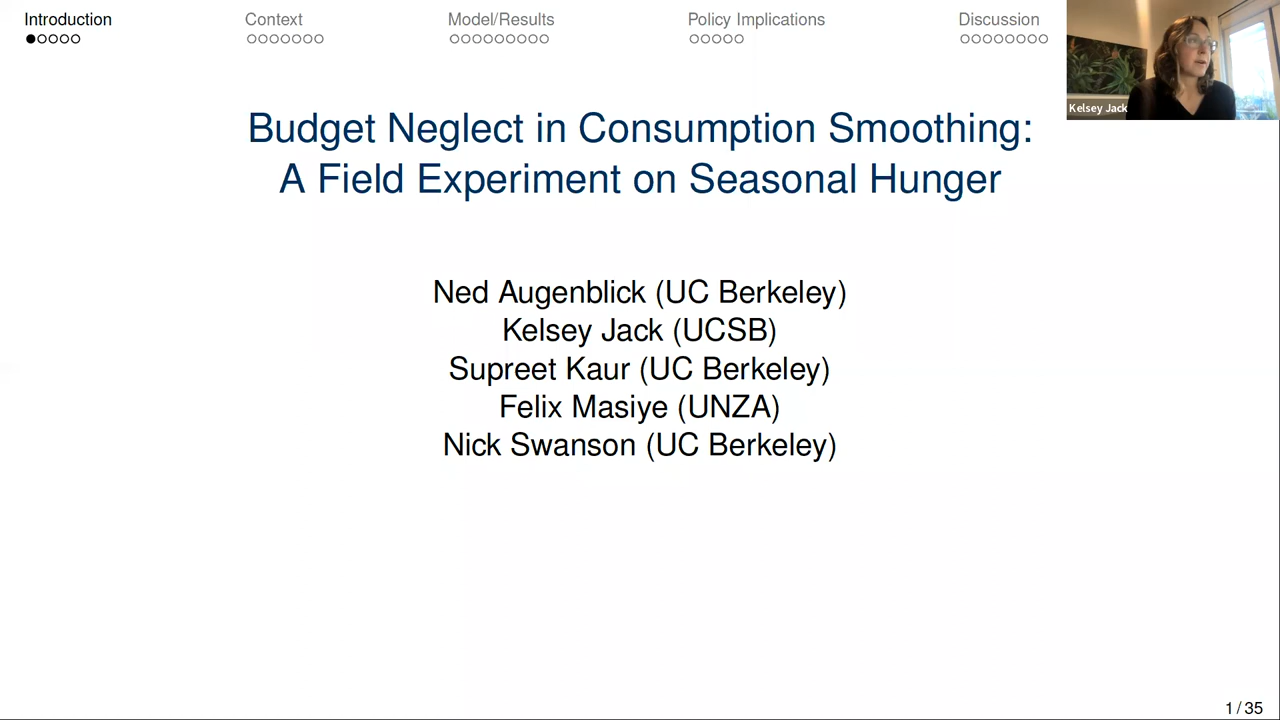 Introduction
Context
Model/Results
Policy Implications
Discussion
Kelsey Jack
Budget Neglect in Consumption Smoothing:
A Field Experiment on Seasonal Hunger
Ned Augenblick (UC Berkeley)
Kelsey Jack (UCSB)
Supreet Kaur (UC Berkeley)
Felix Masiye (UNZA)
Nick Swanson (UC Berkeley)
1 / 35